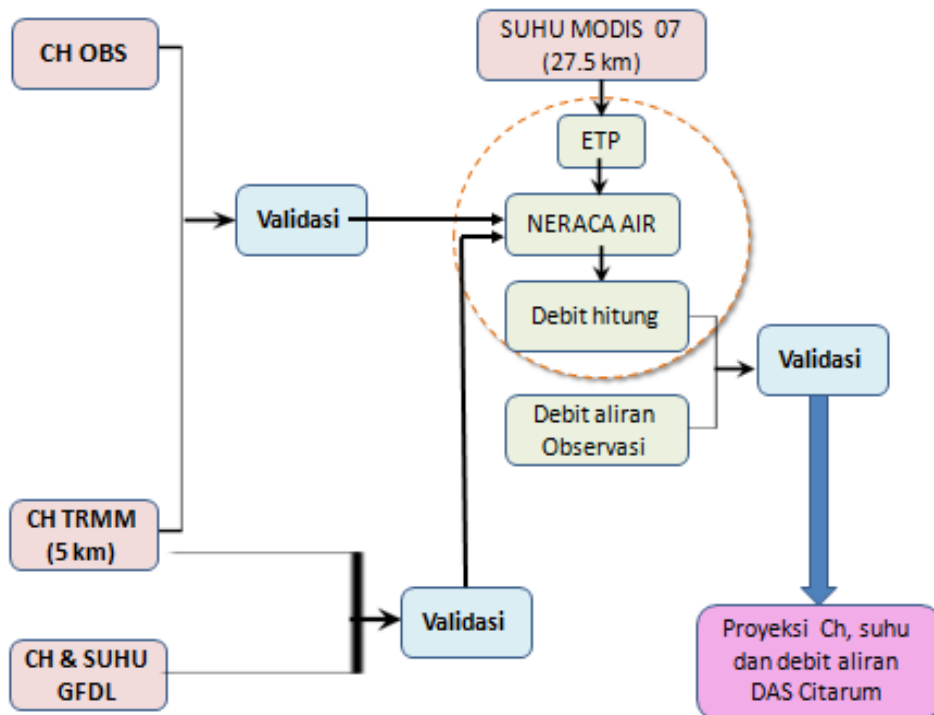 CH OBS
SUHU MODIS 07
(27.5 km)
ETP
Validasi
NERACA AIR
Debit hitung
Validasi
Debit aliran
Observasi
CH TRMM
(5 km)
Validasi
CH & SUHU
GFDL
Proyeksi Ch, suhu
dan debit aliran
DAS Citarum